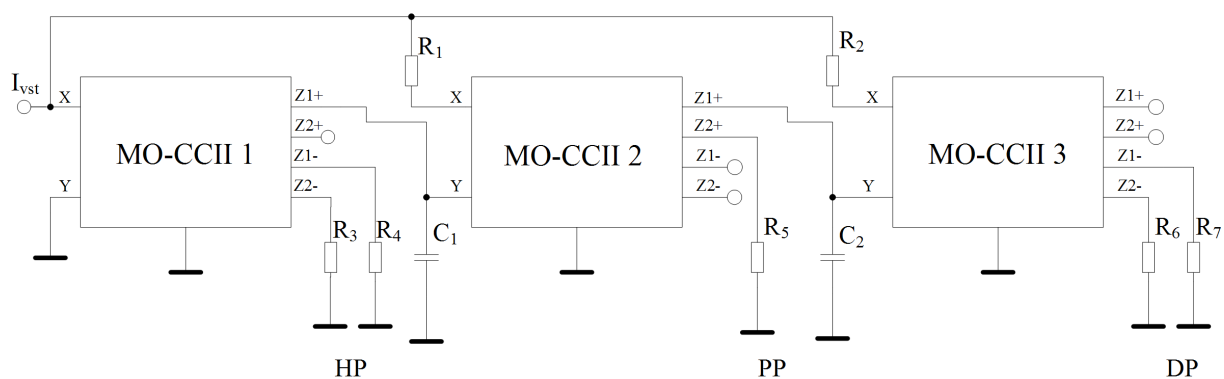 R₁
R₂
Ivst
X
Z1+
Z2+
Z1-
Z2-
Y
MO-CCII 1
R₃
R₄
C₁
X
Z1+
Z2+
Z1-
Z2-
Y
MO-CCII 2
R₅
C₂
X
Z1+
Z2+
Z1-
Z2-
Y
MO-CCII 3
R₆
R₇
HP
PP
DP